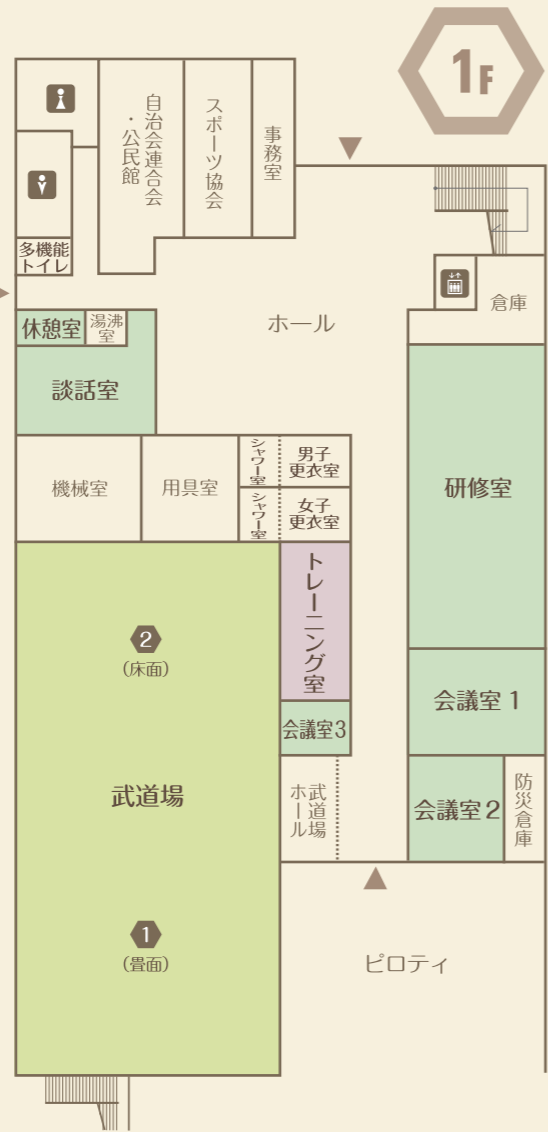 1F
自治会連合会
・公民館
スポーツ協会
事務室
多機能
トイレ
倉庫
ホール
休憩室
湯沸
室
談話室
機械室
用具室
シャワー室
男子
更衣室
シャワー室
女子
更衣室
研修室
トレーニング室
2
(床面)
会議室3
会議室1
武道場
武道場
ホール
会議室2
防災倉庫
1
(畳面)
ピロティ